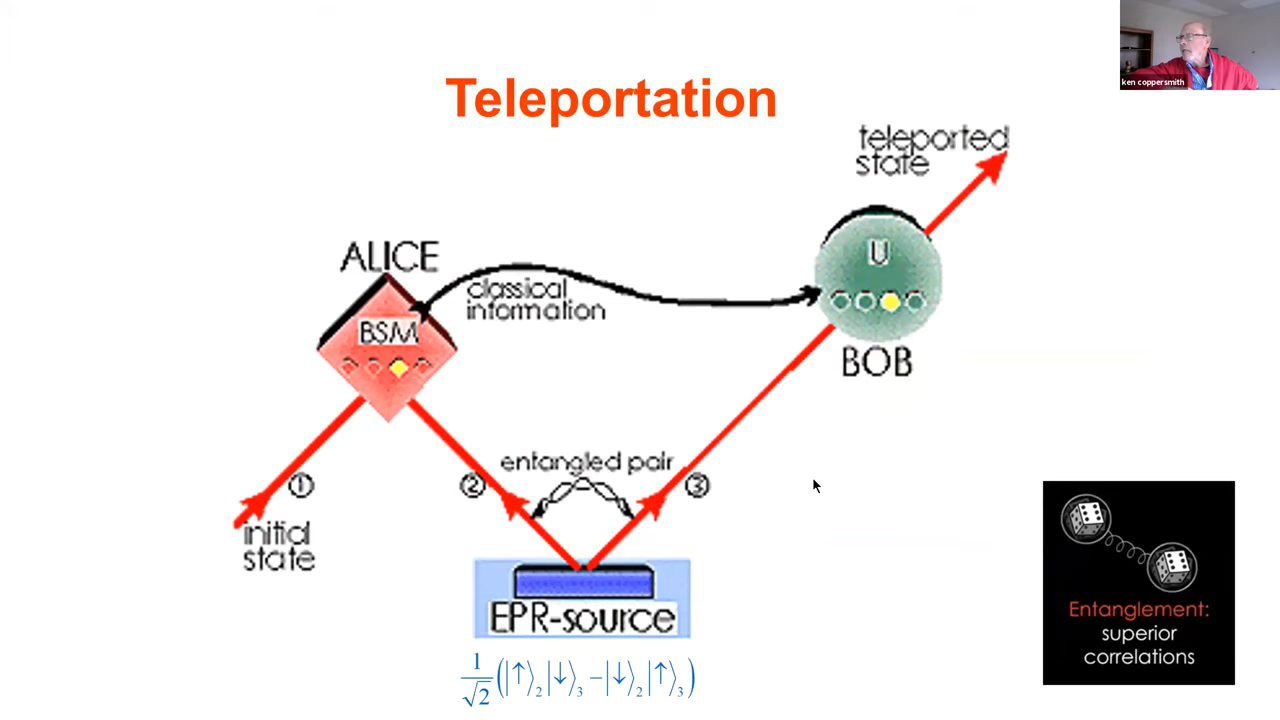 ken coppersmith
Teleportation
teleported
state
ALICE
U
classical
information
BSM
BOB
entangled pair
① ② ③
initial
state
EPR-source
1/√2 (|↑⟩₂|↓⟩₃ – |↓⟩₂|↑⟩₃)
Entanglement:
superior
correlations